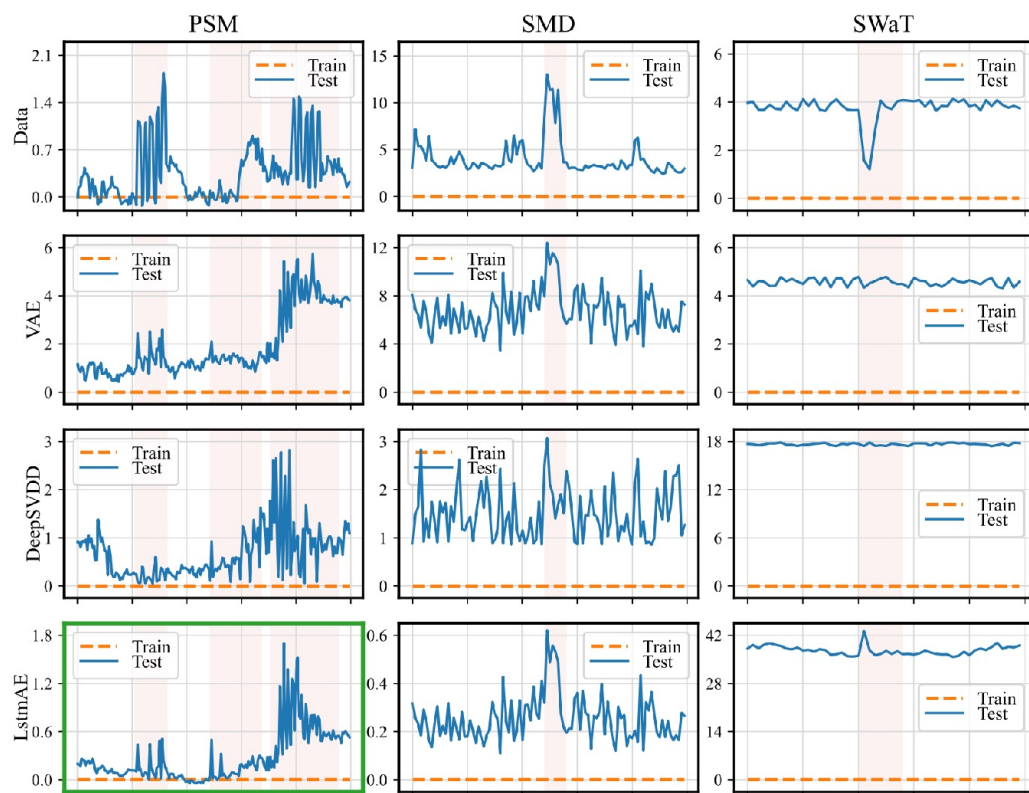 PSM SMD SWaT
Data
2.1
1.4
0.7
0.0
Train
Test
15
10
5
0
Train
Test
6
4
2
0
Train
Test
VAE
6
4
2
0
Train
Test
12
8
4
0
Train
Test
6
4
2
0
Train
Test
DeepSVDD
3
2
1
0
Train
Test
3
2
1
0
Train
Test
18
12
6
0
Train
Test
LstmAE
1.8
1.2
0.6
0.0
Train
Test
0.6
0.4
0.2
0.0
Train
Test
42
28
14
0
Train
Test